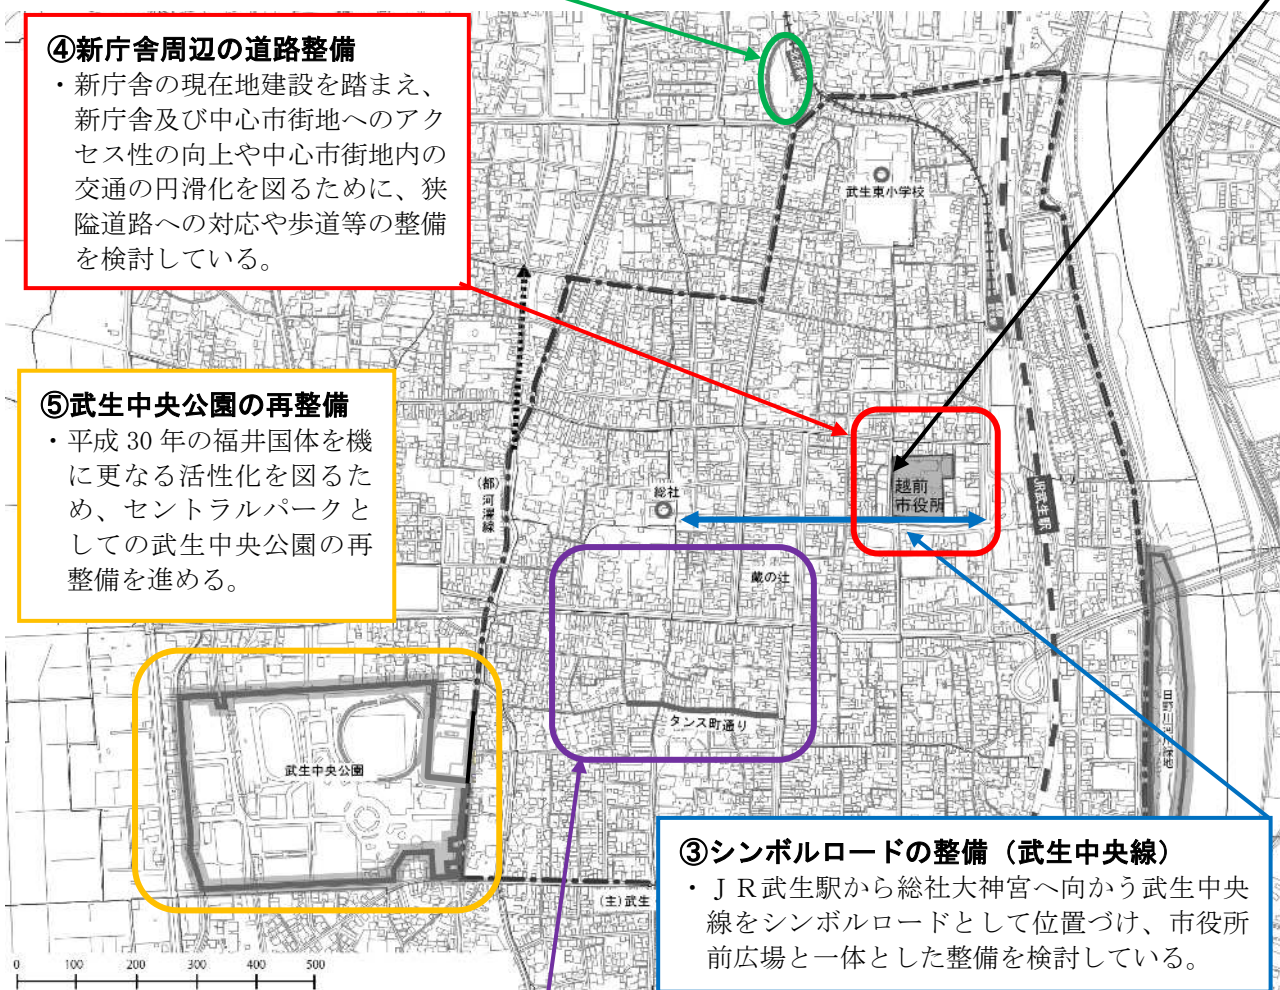 ④新庁舎周辺の道路整備
・新庁舎の現在地建設を踏まえ、
新庁舎及び中心市街地へのアク
セス性の向上や中心市街地内の
交通の円滑化を図るために、狭
隘道路への対応や歩道等の整備
を検討している。
武生東小学校
⑤武生中央公園の再整備
・平成 30 年の福井国体を機
に更なる活性化を図るた
め、セントラルパークと
しての武生中央公園の再
整備を進める。
(都)河濯線
総社
越前
市役所
JR武生駅
蔵の辻
タンス町通り
日野川河川緑地
武生中央公園
(主)武生
③シンボルロードの整備（武生中央線）
・ＪＲ武生駅から総社大神宮へ向かう武生中央
線をシンボルロードとして位置づけ、市役所
前広場と一体とした整備を検討している。
0 100 200 300 400 500